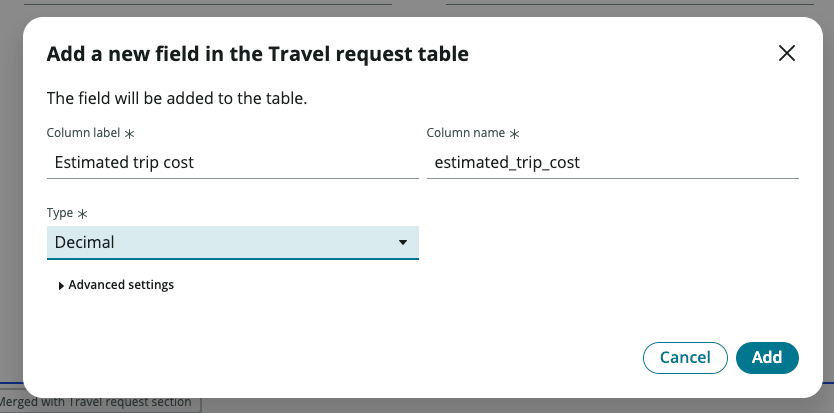 Add a new field in the Travel request table
The field will be added to the table.
Column label *
Column name *
Estimated trip cost
estimated_trip_cost
Type *
Decimal
Advanced settings
Cancel
Add
Merged with Travel request section